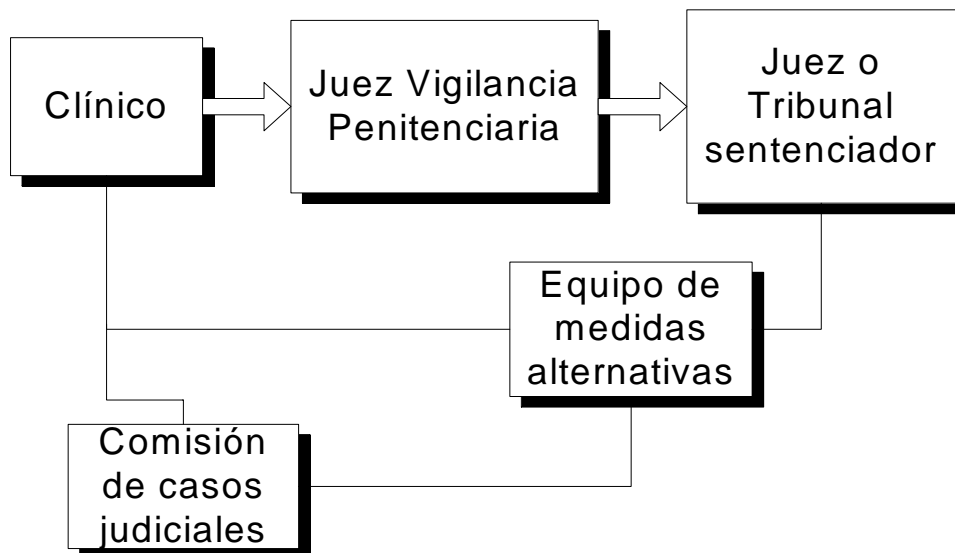 Clínico
Juez Vigilancia
Penitenciaria
Juez o
Tribunal
sentenciador
Equipo de
medidas
alternativas
Comisión
de casos
judiciales